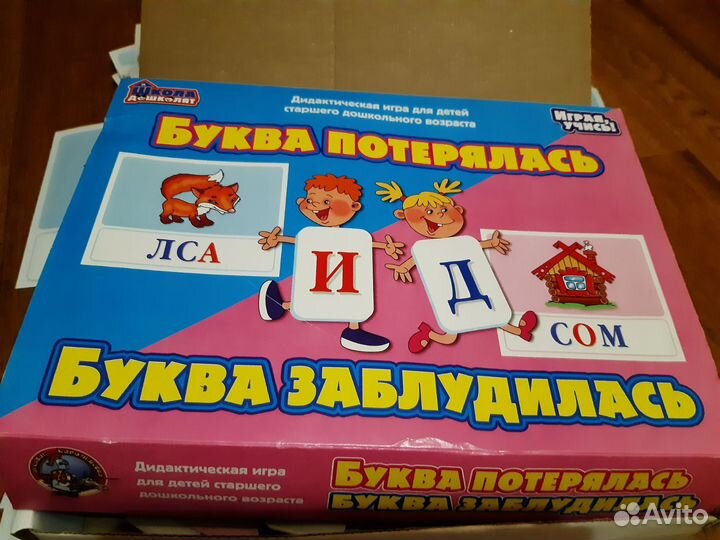 ШКОЛА
ДОШКОЛЯТ
Дидактическая игра для детей
старшего дошкольного возраста
ИГРАЯ,
УЧИСЬ!
БУКВА ПОТЕРЯЛАСЬ
ЛСА
И
Д
СОМ
БУКВА ЗАБЛУДИЛАСЬ
Дидактическая игра
для детей старшего
дошкольного возраста
БУКВА ПОТЕРЯЛАСЬ
БУКВА ЗАБЛУДИЛАСЬ
Avito